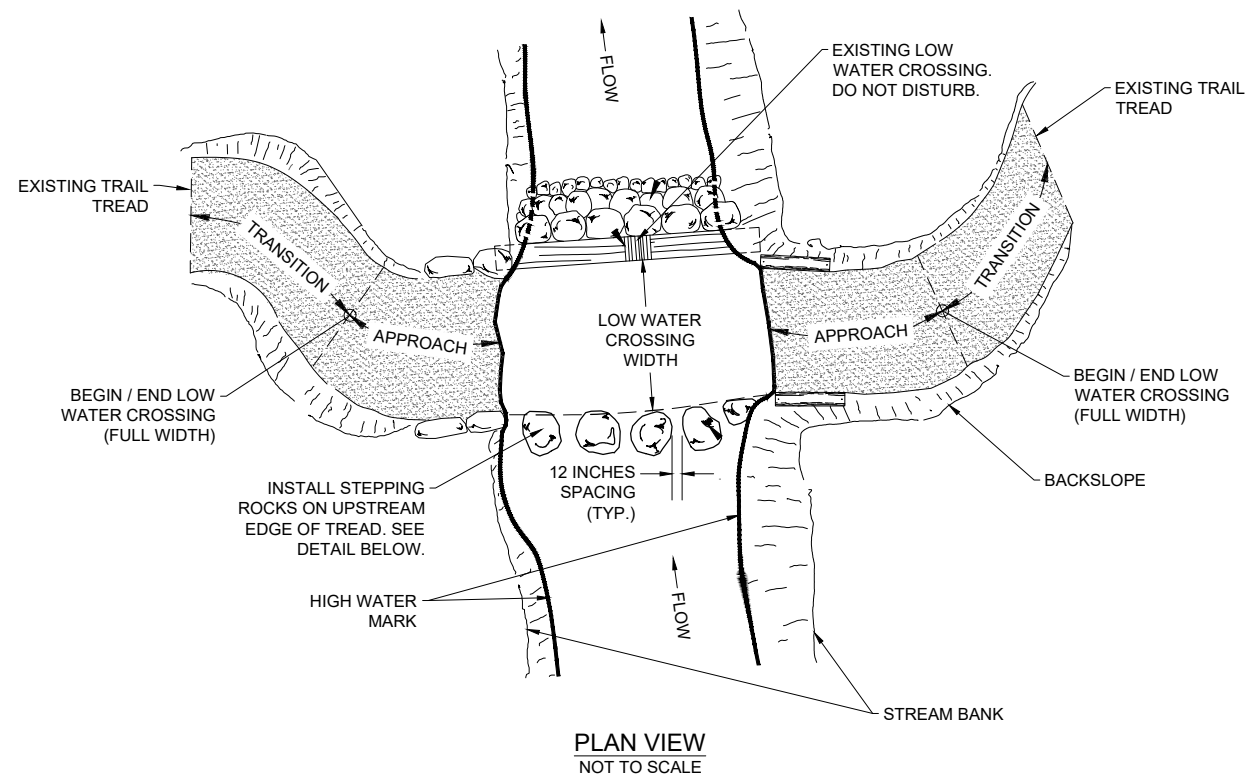 FLOW
EXISTING LOW
WATER CROSSING.
DO NOT DISTURB.
EXISTING TRAIL
TREAD
EXISTING TRAIL
TREAD
TRANSITION
TRANSITION
APPROACH
LOW WATER
CROSSING
WIDTH
APPROACH
BEGIN / END LOW
WATER CROSSING
(FULL WIDTH)
BEGIN / END LOW
WATER CROSSING
(FULL WIDTH)
12 INCHES
SPACING
(TYP.)
BACKSLOPE
INSTALL STEPPING
ROCKS ON UPSTREAM
EDGE OF TREAD. SEE
DETAIL BELOW.
HIGH WATER
MARK
FLOW
STREAM BANK
PLAN VIEW
NOT TO SCALE